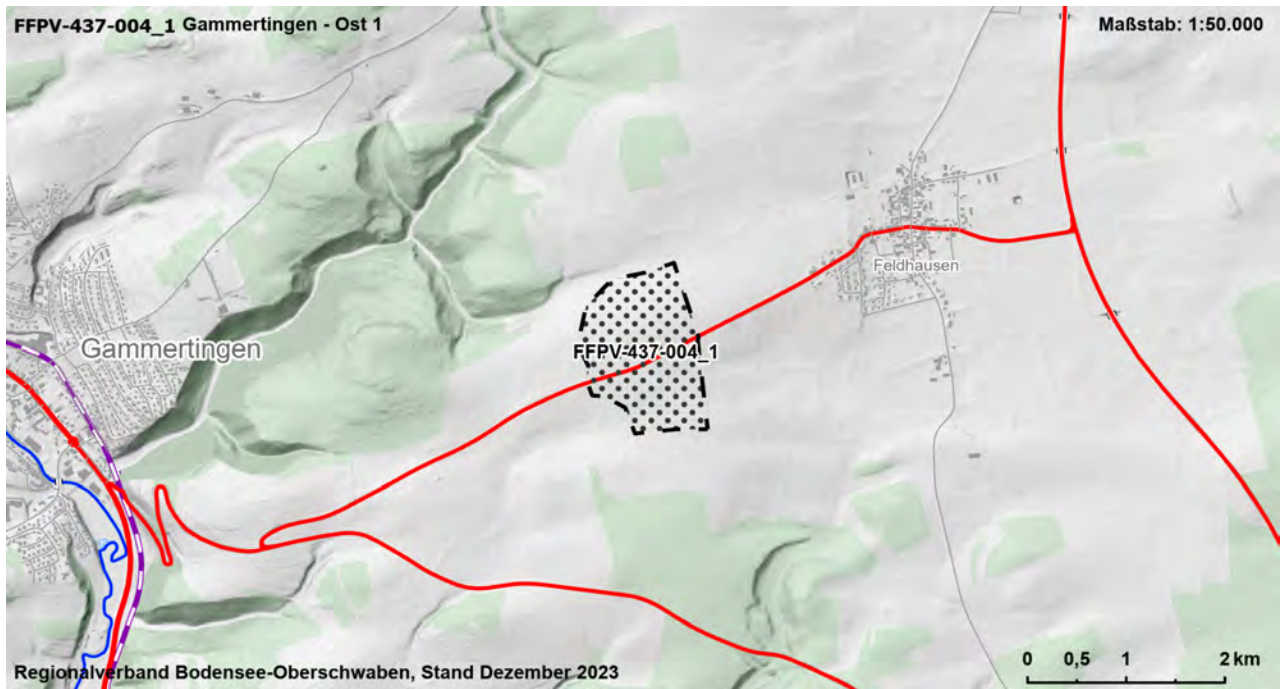 FFPV-437-004_1 Gammertingen - Ost 1
Maßstab: 1:50.000
Feldhausen
Gammertingen
FFPV-437-004_1
Regionalverband Bodensee-Oberschwaben, Stand Dezember 2023
0 0,5 1 2 km